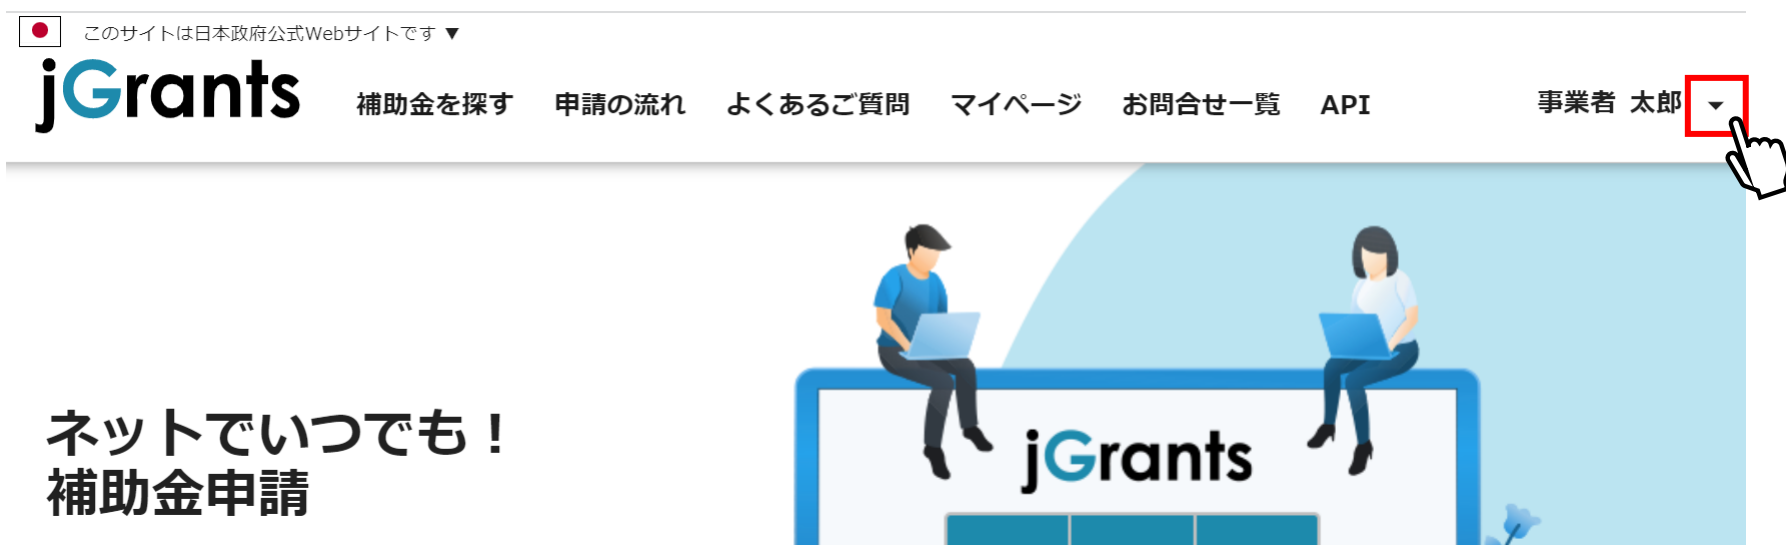 このサイトは日本政府公式Webサイトです ▼
jGrants 補助金を探す 申請の流れ よくあるご質問 マイページ お問合せ一覧 API 事業者 太郎
ネットでいつでも！
補助金申請
jGrants